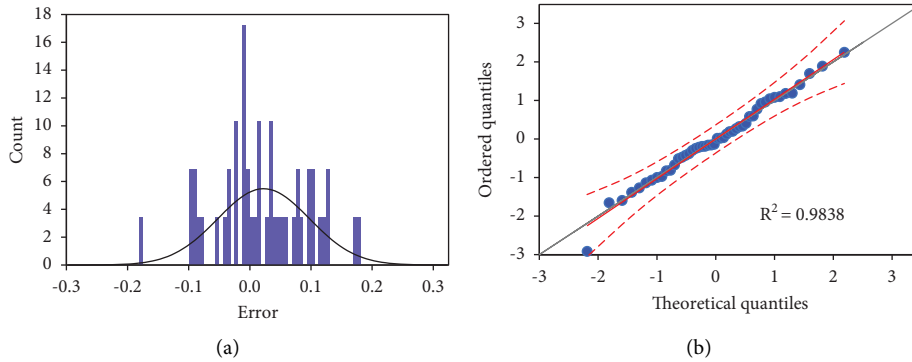 (a)
18
16
14
12
10
8
6
4
2
0
Count
-0.3 -0.2 -0.1 0.0 0.1 0.2 0.3
Error
(a)
(b)
3
2
1
0
-1
-2
-3
Ordered quantiles
R² = 0.9838
-3 -2 -1 0 1 2 3
Theoretical quantiles
(b)